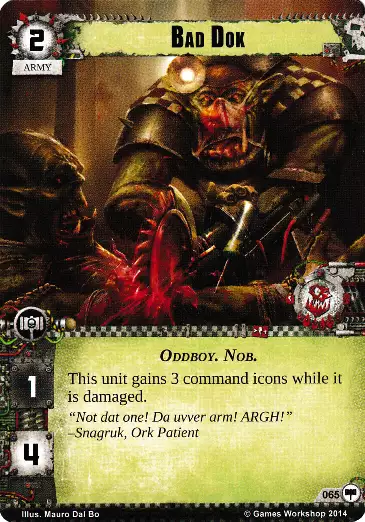 2
BAD DOK
ARMY
ODDBOY. NOB.
1
This unit gains 3 command icons while it
is damaged.
“Not dat one! Da uvver arm! ARGH!”
–Snagruk, Ork Patient
4
065
Illus. Mauro Dal Bo
© Games Workshop 2014